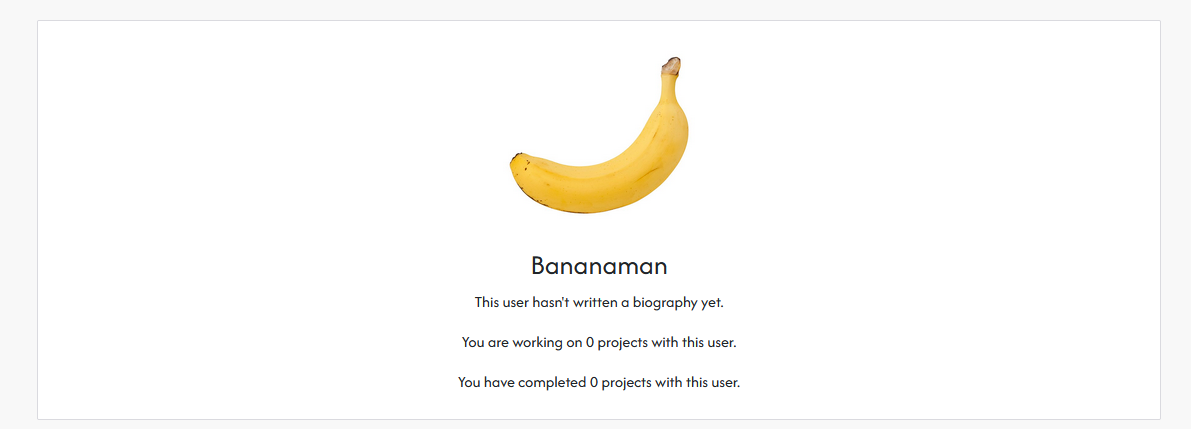 Bananaman
This user hasn't written a biography yet.
You are working on 0 projects with this user.
You have completed 0 projects with this user.